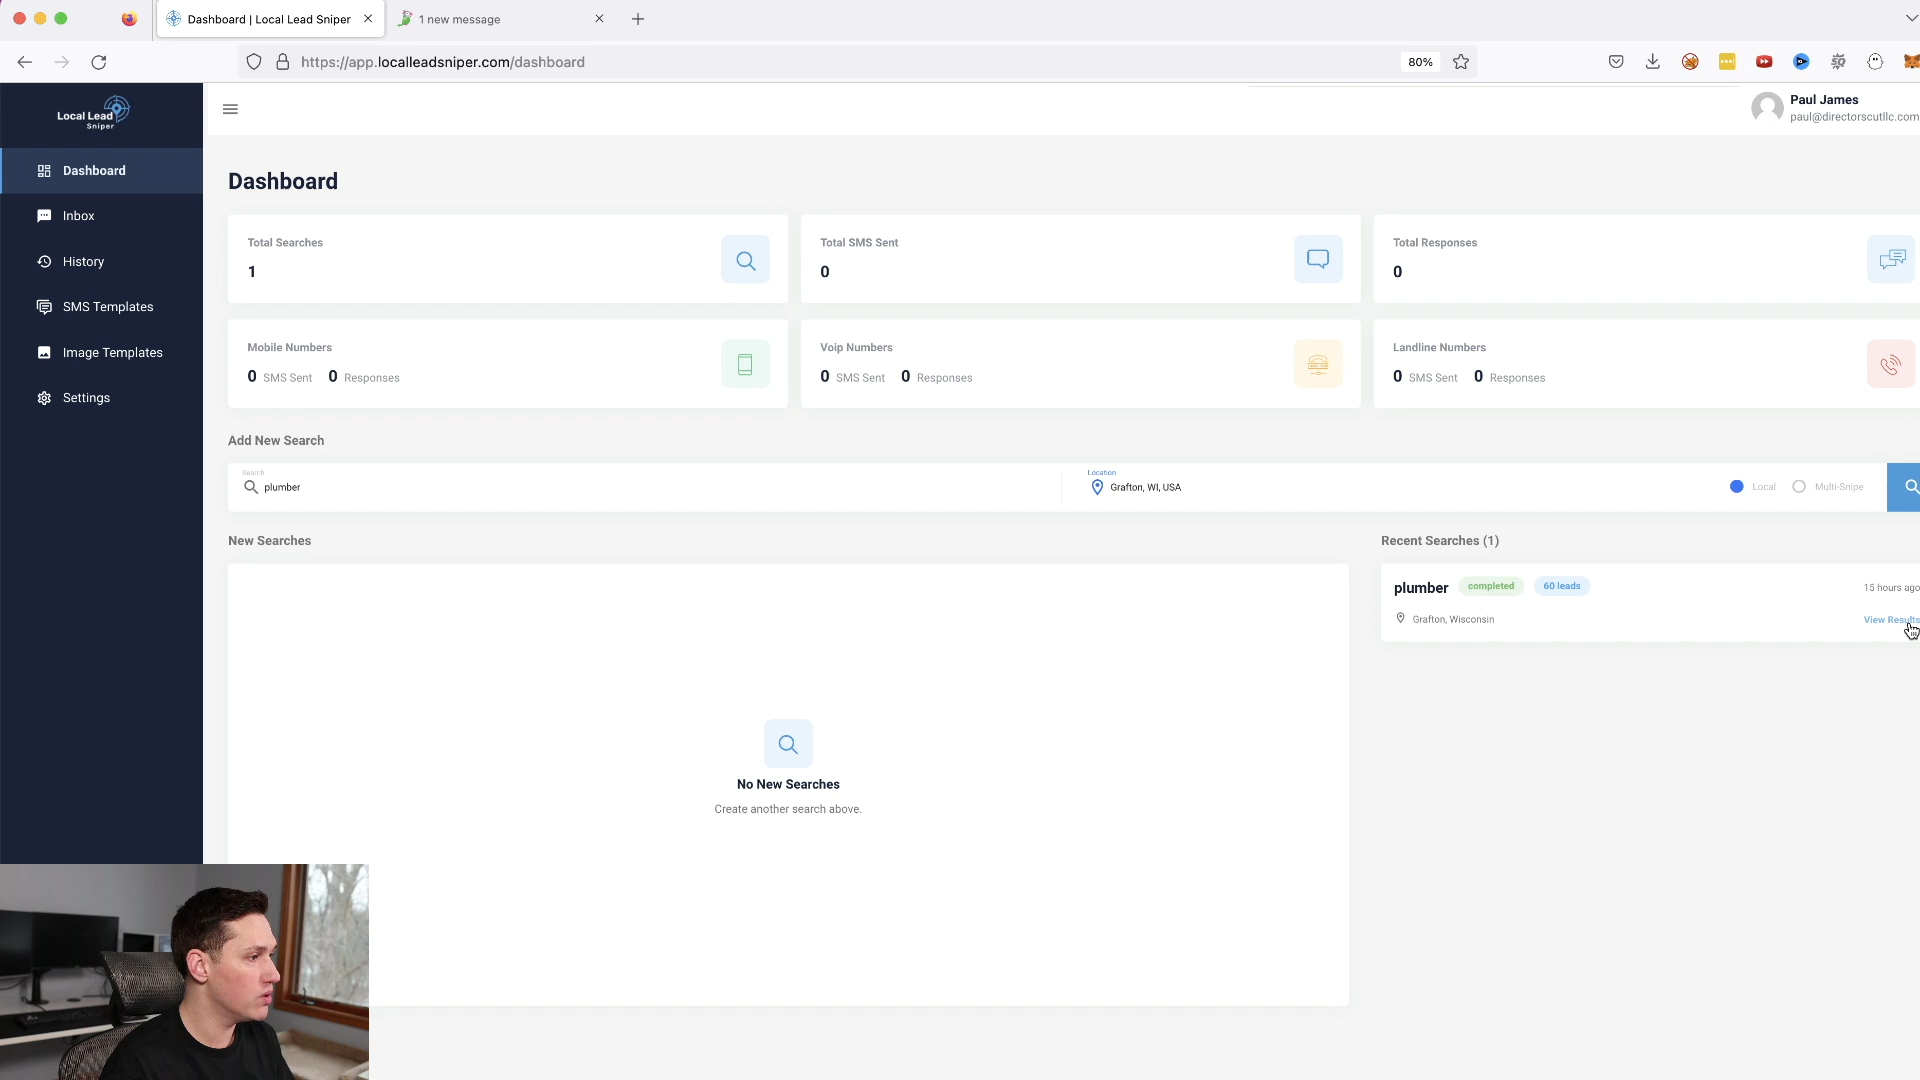 Dashboard | Local Lead Sniper
1 new message
https://app.localleadsniper.com/dashboard
80%
Local Lead
Sniper
Paul James
paul@directorscutllc.com
Dashboard
Inbox
History
SMS Templates
Image Templates
Settings
Dashboard
Total Searches
1
Total SMS Sent
0
Total Responses
0
Mobile Numbers
0 SMS Sent 0 Responses
Voip Numbers
0 SMS Sent 0 Responses
Landline Numbers
0 SMS Sent 0 Responses
Add New Search
Search
plumber
Location
Grafton, WI, USA
Local
Multi-Snipe
New Searches
No New Searches
Create another search above.
Recent Searches (1)
plumber completed 60 leads 15 hours ago
Grafton, Wisconsin View Results